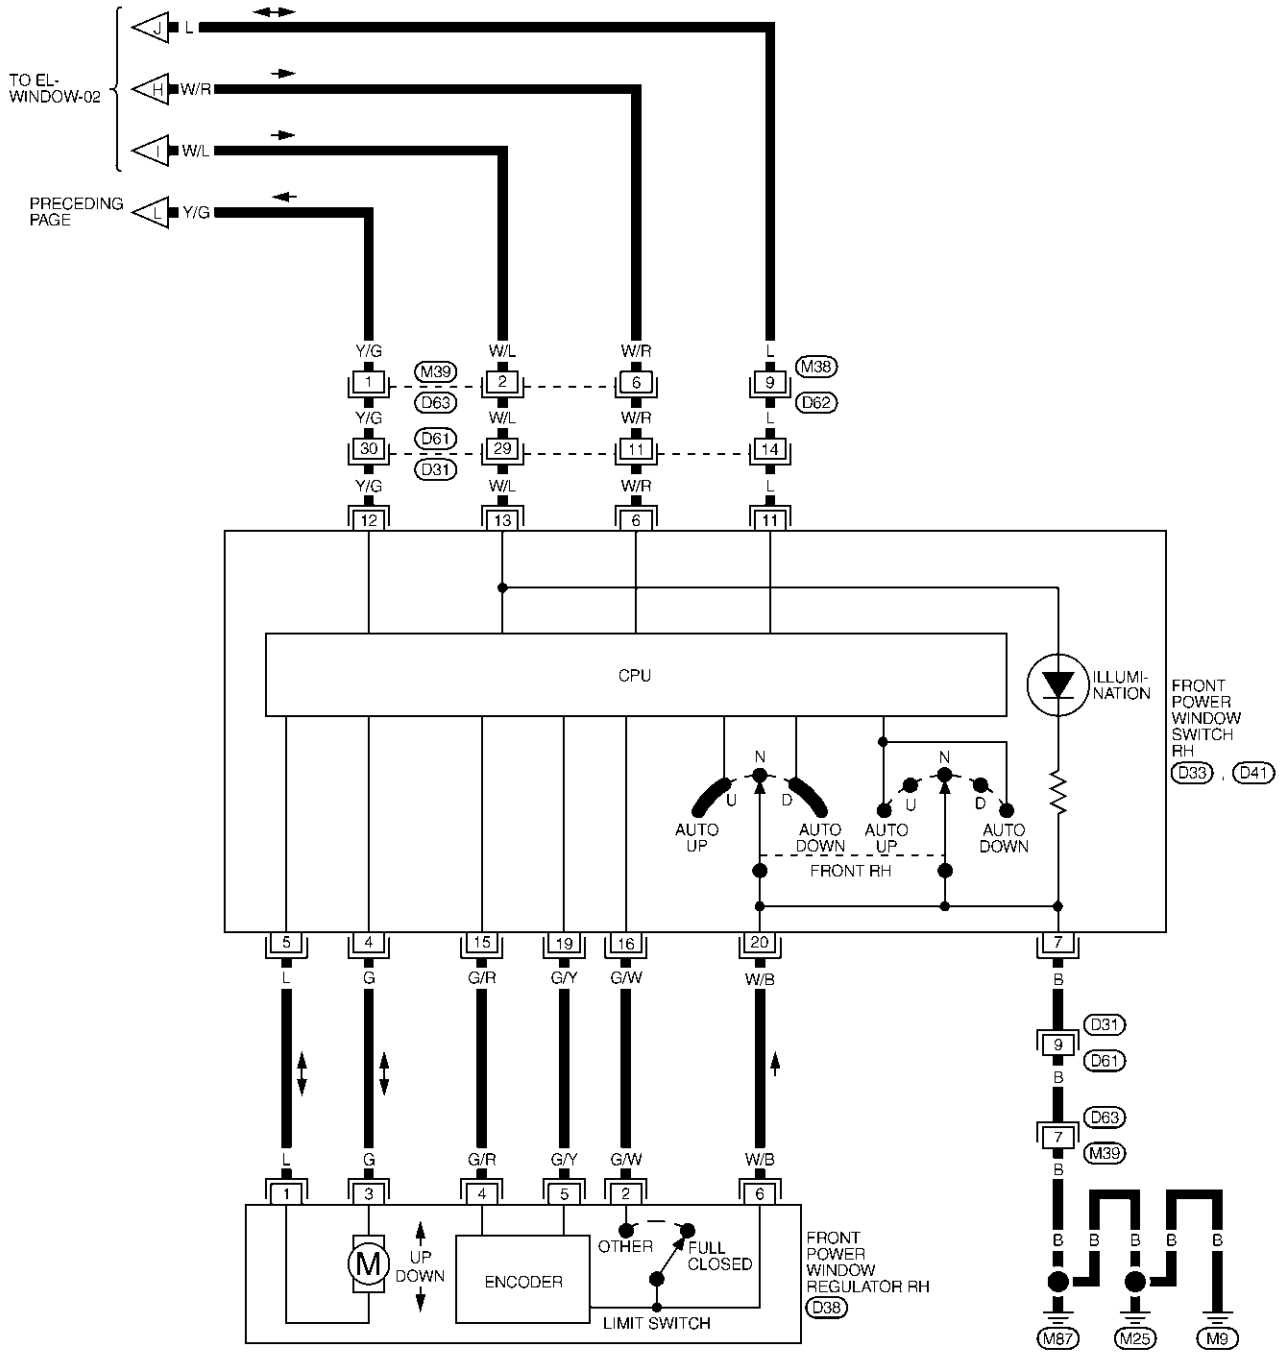 J L
TO EL-
WINDOW-02
H W/R
I W/L
PRECEDING
PAGE
L Y/G
Y/G W/L W/R L
1 M39 2 6 9 M38
D63 D62
Y/G W/L W/R L
30 D61 29 11 14
D31
Y/G W/L W/R L
12 13 6 11
CPU
ILLUMI-
NATION
FRONT
POWER
WINDOW
SWITCH
RH
D33 , D41
N N
U D U D
AUTO
UP
AUTO
DOWN
AUTO
UP
AUTO
DOWN
FRONT RH
5 4 15 19 16 20 7
L G G/R G/Y G/W W/B B
D31
9
D61
B
D63
7
M39
B
L G G/R G/Y G/W W/B
1 3 4 5 2 6
M
UP
DOWN
ENCODER
OTHER
FULL
CLOSED
LIMIT SWITCH
FRONT
POWER
WINDOW
REGULATOR RH
D38
B B B B B
M87 M25 M9